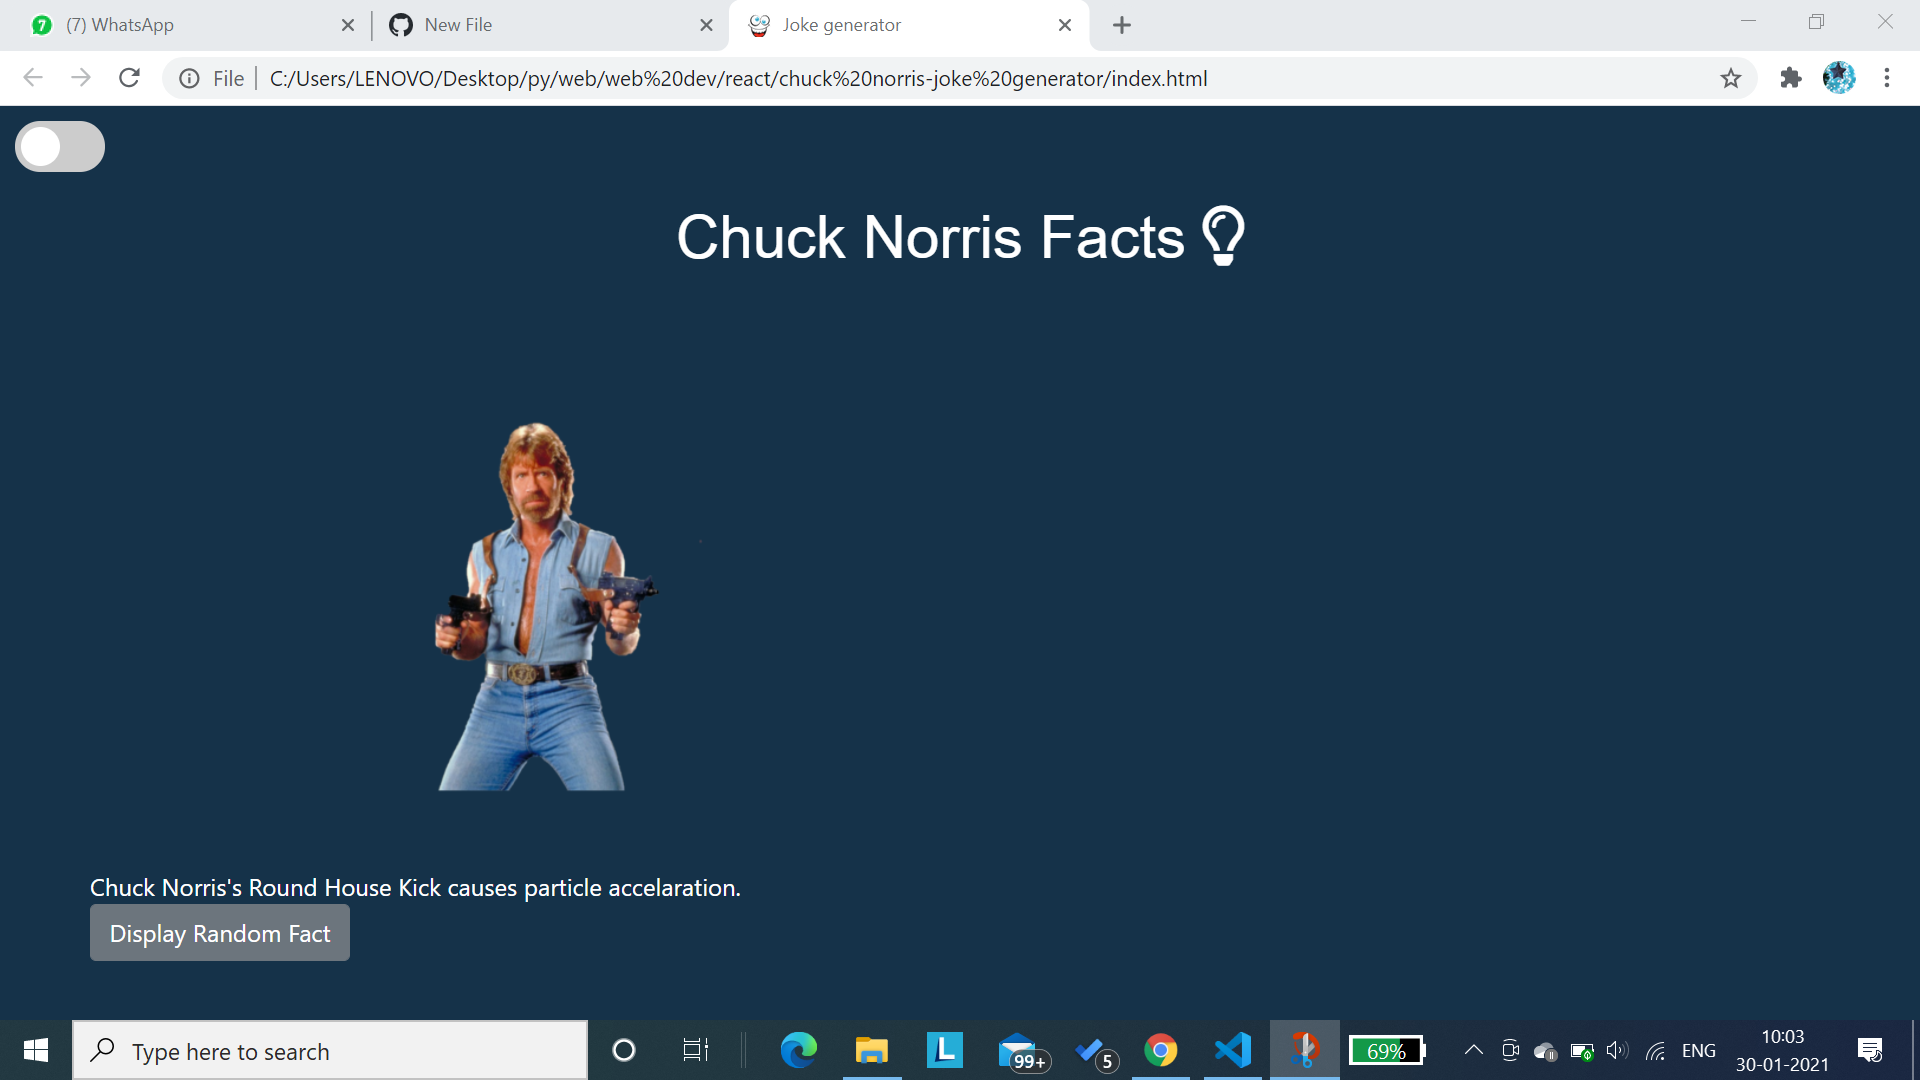 7 (7) WhatsApp
New File
Joke generator
File
C:/Users/LENOVO/Desktop/py/web/web%20dev/react/chuck%20norris-joke%20generator/index.html
Chuck Norris Facts
Chuck Norris's Round House Kick causes particle accelaration.
Display Random Fact
Type here to search
L
99+
5
69%
ENG
10:03
30-01-2021